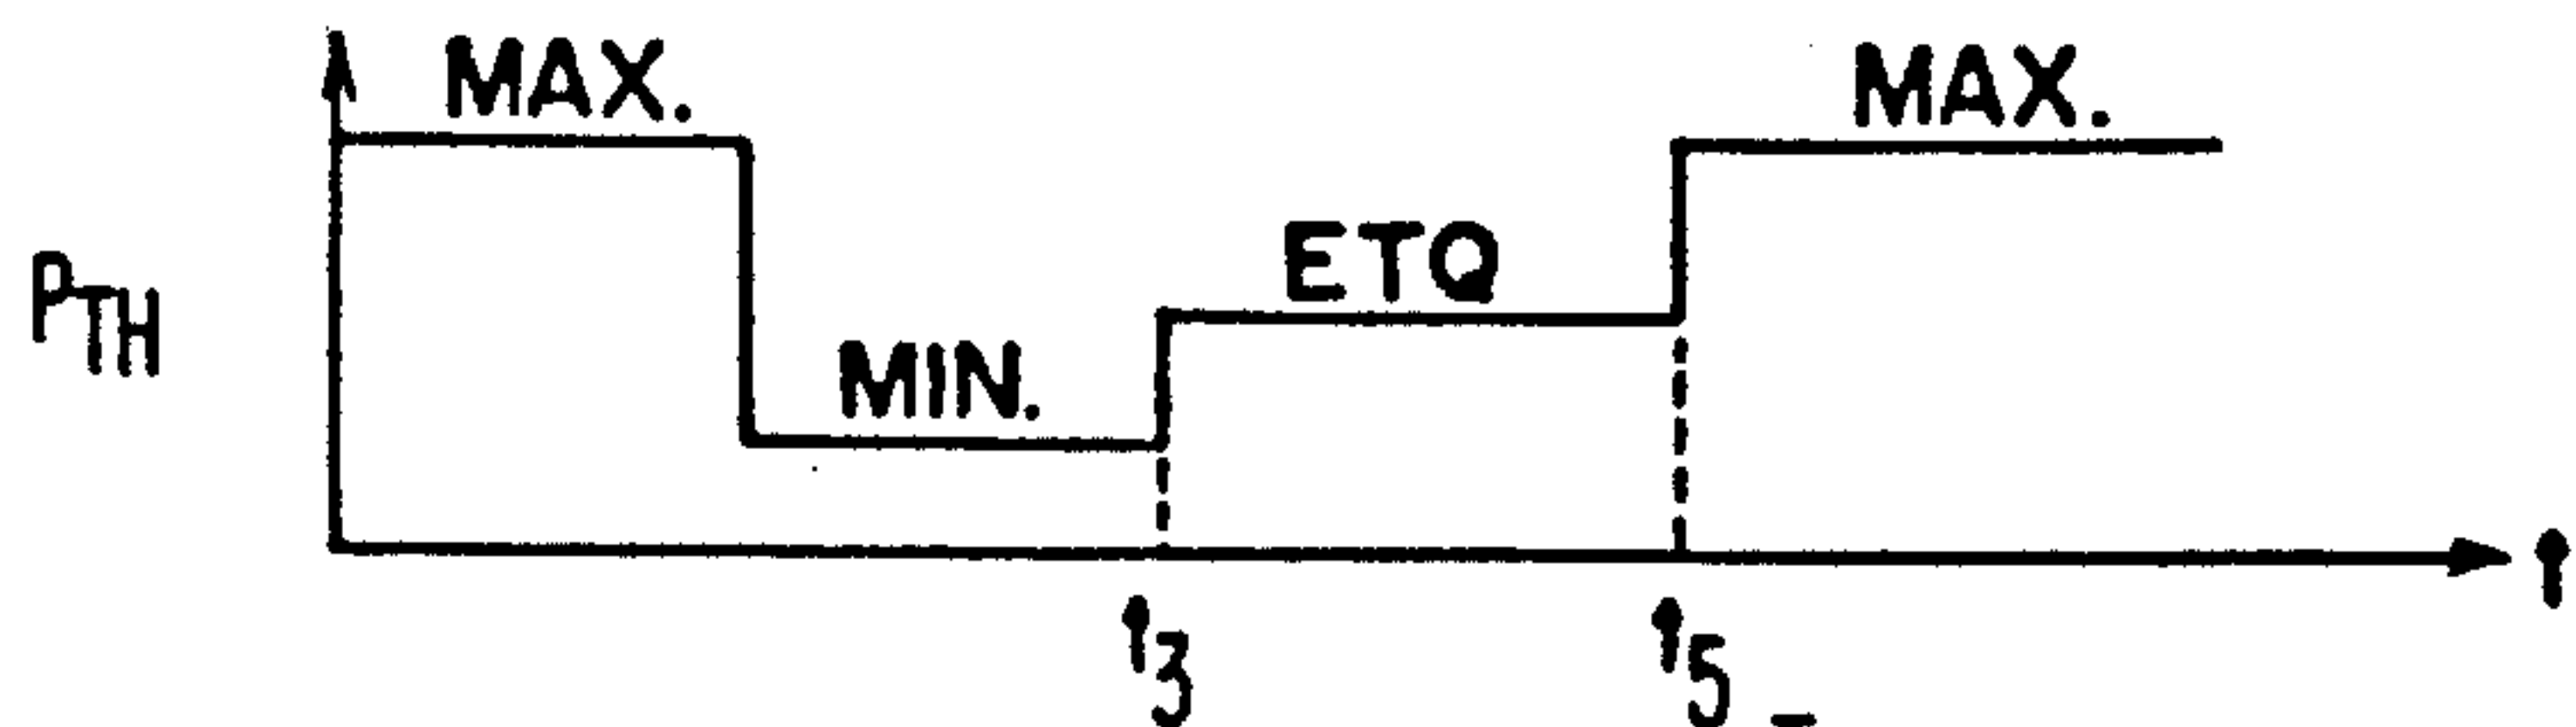 MAX.
MAX.
ETQ
PTH
MIN.
t
t3
t5